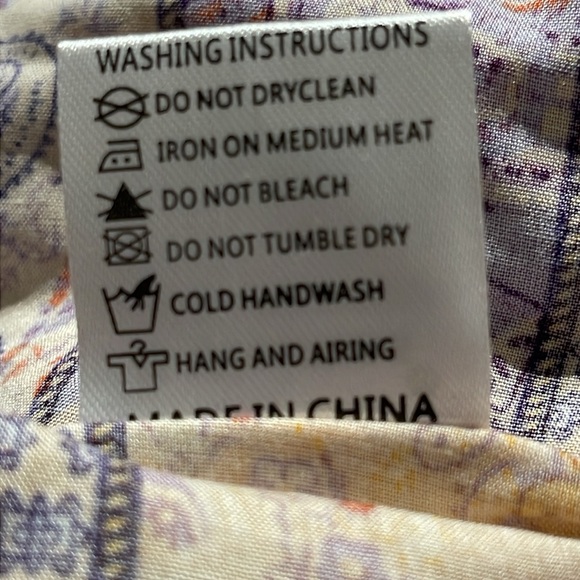 WASHING INSTRUCTIONS
DO NOT DRYCLEAN
IRON ON MEDIUM HEAT
DO NOT BLEACH
DO NOT TUMBLE DRY
COLD HANDWASH
HANG AND AIRING
MADE IN CHINA